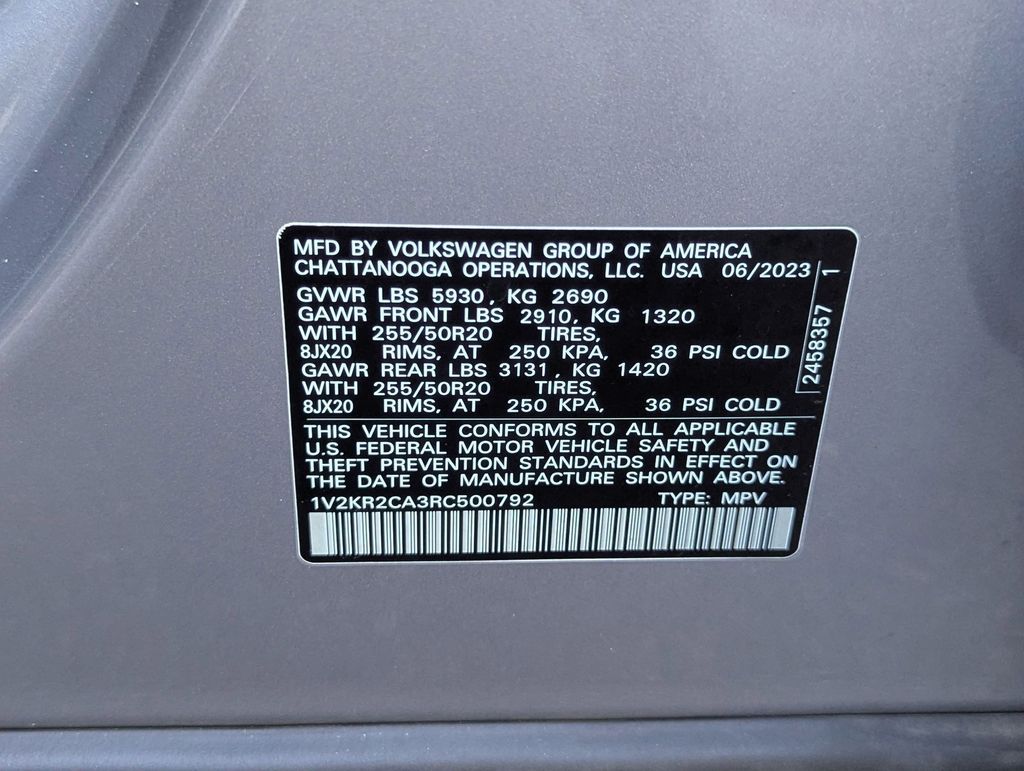 MFD BY VOLKSWAGEN GROUP OF AMERICA
CHATTANOOGA OPERATIONS, LLC. USA 06/2023
GVWR LBS 5930, KG 2690
GAWR FRONT LBS 2910, KG 1320
WITH 255/50R20 TIRES,
8JX20 RIMS, AT 250 KPA, 36 PSI COLD
GAWR REAR LBS 3131, KG 1420
WITH 255/50R20 TIRES,
8JX20 RIMS, AT 250 KPA, 36 PSI COLD
2458357 1
THIS VEHICLE CONFORMS TO ALL APPLICABLE
U.S. FEDERAL MOTOR VEHICLE SAFETY AND
THEFT PREVENTION STANDARDS IN EFFECT ON
THE DATE OF MANUFACTURE SHOWN ABOVE.
1V2KR2CA3RC500792 TYPE: MPV